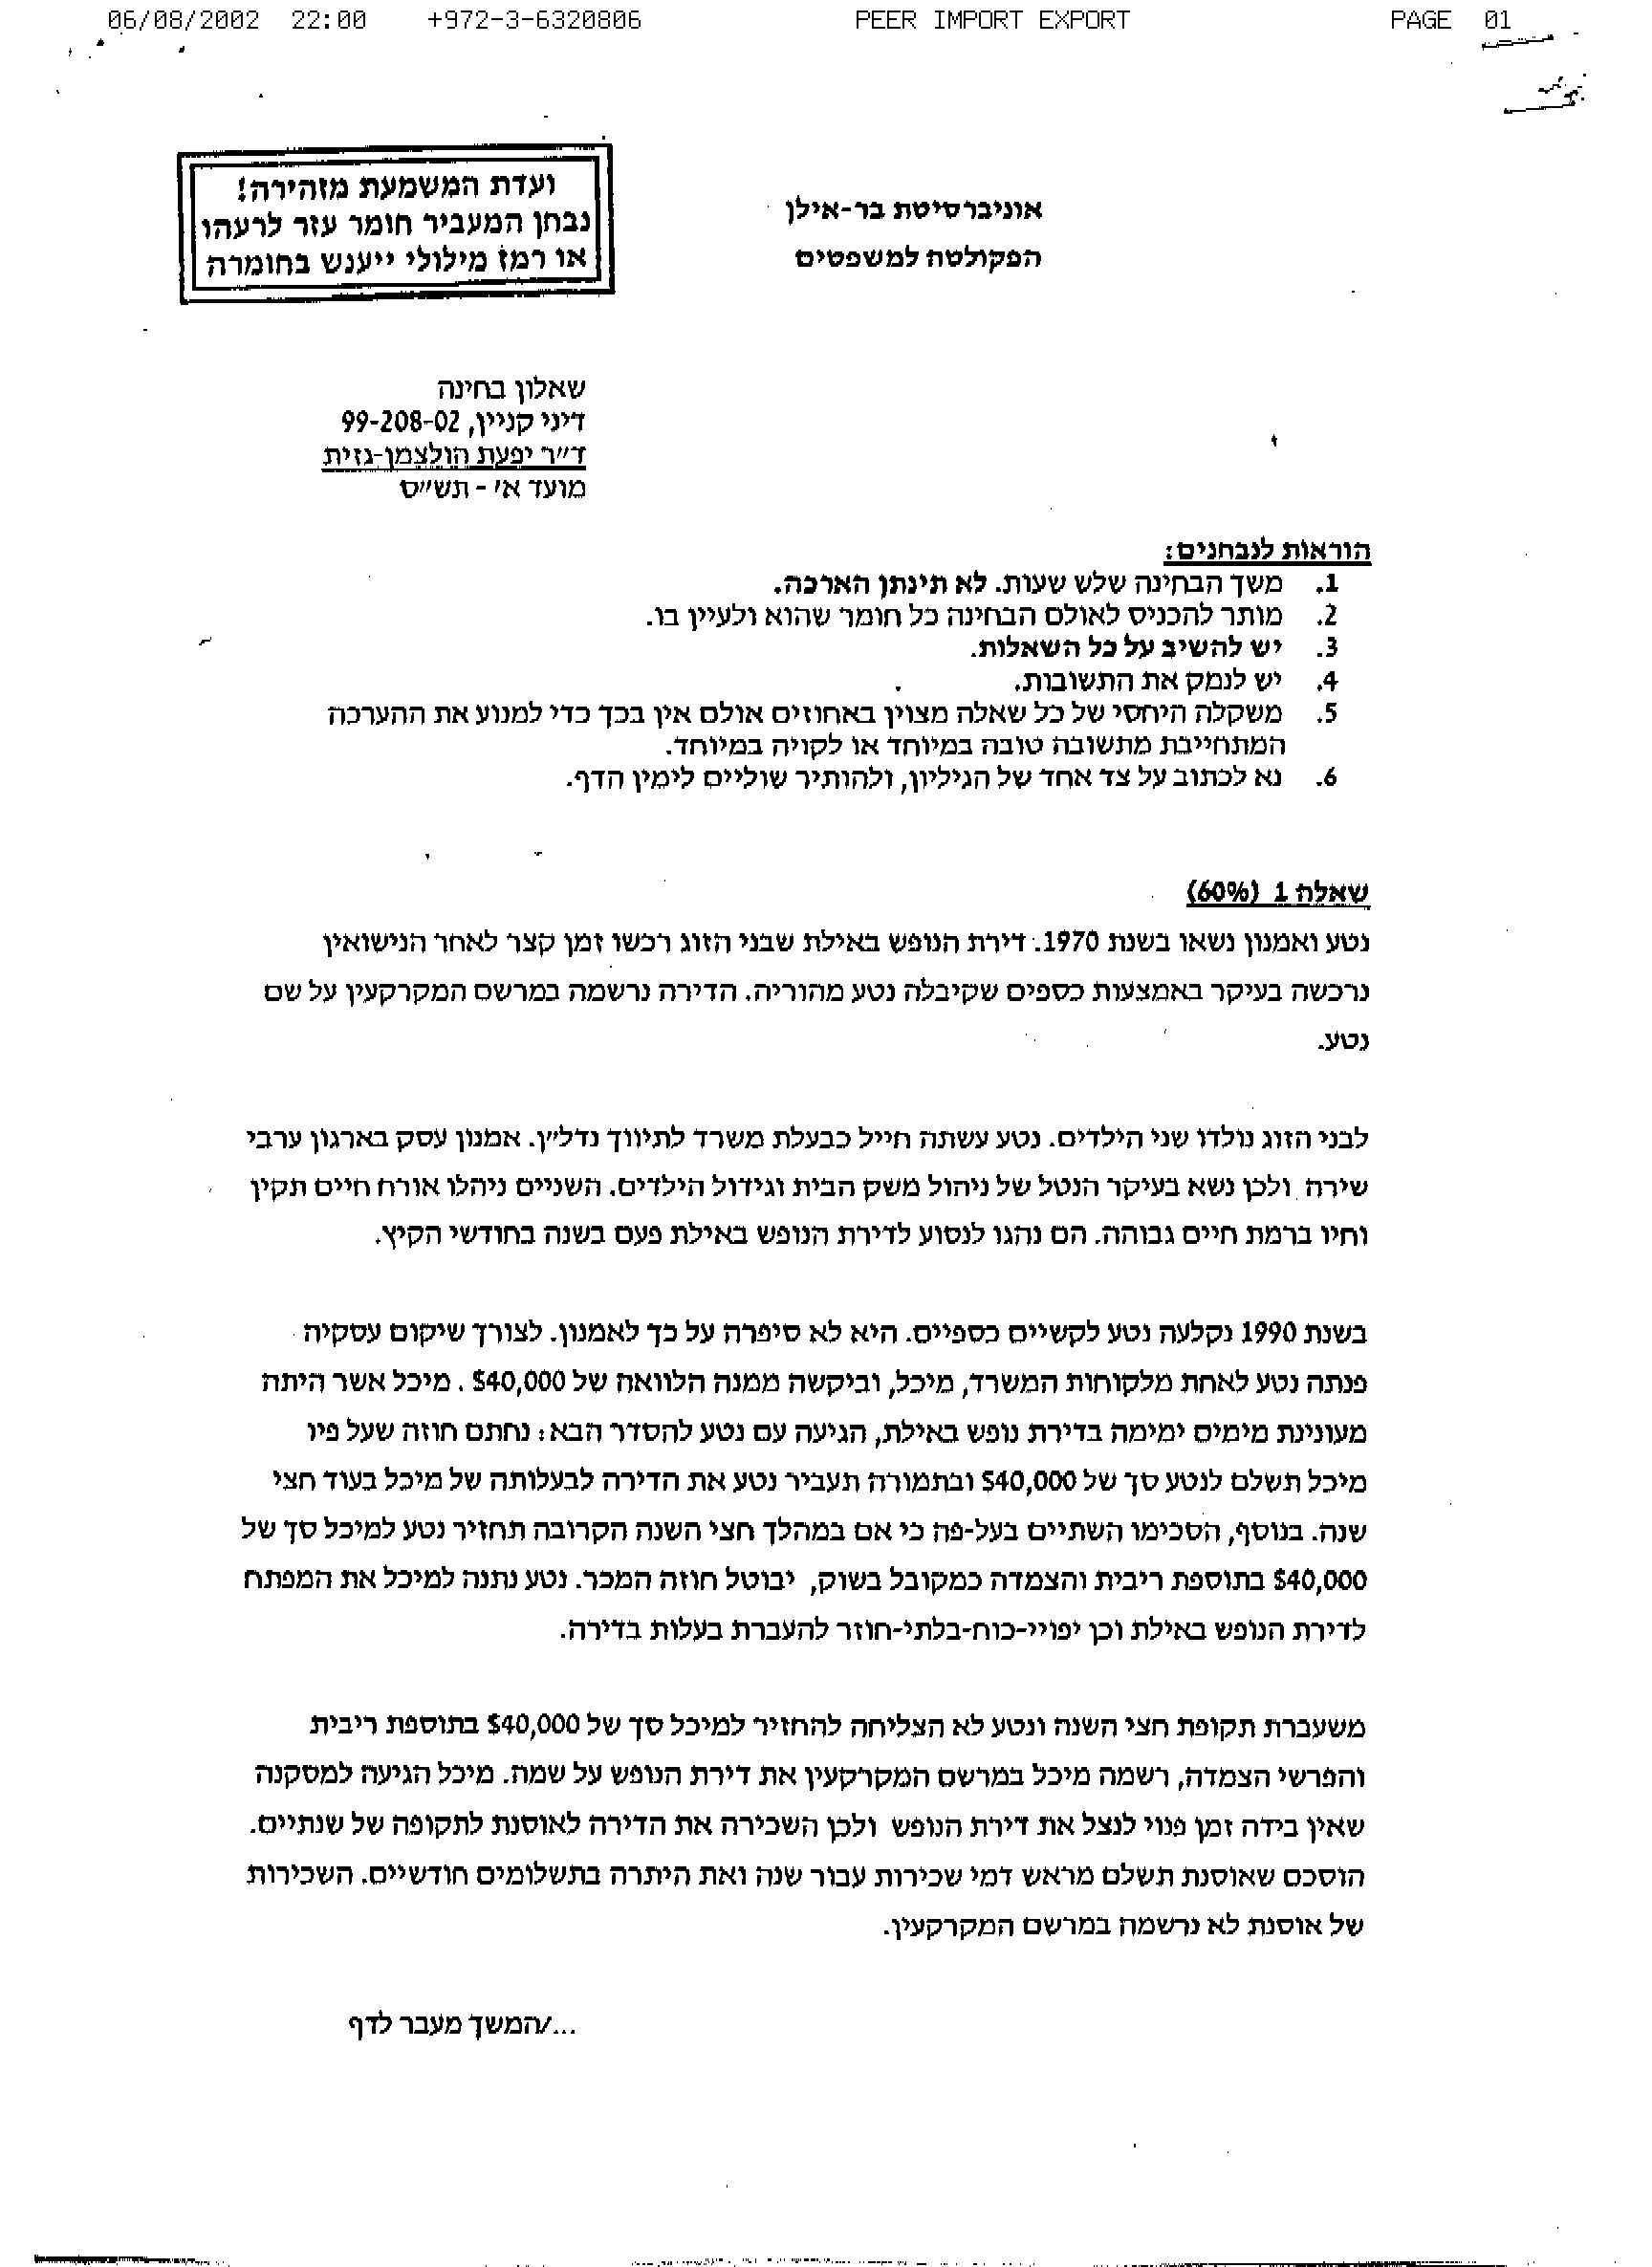 06/08/2002 22:00 +972-3-6320806 PEER IMPORT EXPORT PAGE 01
ועדת המשמעת מזהירה!
נבחן המעביר חומר עזר לרעהו
או רמז מילולי ייענש בחומרה
אוניברסיטת בר-אילן
הפקולטה למשפטים
שאלון בחינה
דיני קניין, 99-208-02
ד"ר יפעת הולצמן-גזית
מועד א' - תש"ס
הוראות לנבחנים:
1. משך הבחינה שלש שעות. לא תינתן הארכה.
2. מותר להכניס לאולם הבחינה כל חומר שהוא ולעיין בו.
3. יש להשיב על כל השאלות.
4. יש לנמק את התשובות.
5. משקלה היחסי של כל שאלה מצוין באחוזים אולם אין בכך כדי למנוע את ההערכה
המתחייבת מתשובה טובה במיוחד או לקויה במיוחד.
6. נא לכתוב על צד אחד של הגיליון, ולהותיר שוליים לימין הדף.
שאלה 1 (60%)
נטע ואמנון נשאו בשנת 1970. דירת הנופש באילת שבני הזוג רכשו זמן קצר לאחר הנישואין
נרכשה בעיקר באמצעות כספים שקיבלה נטע מהוריה. הדירה נרשמה במרשם המקרקעין על שם
נטע.
לבני הזוג נולדו שני הילדים. נטע עשתה חייל כבעלת משרד לתיווך נדל"ן. אמנון עסק בארגון ערבי
שירה ולכן נשא בעיקר הנטל של ניהול משק הבית וגידול הילדים. השניים ניהלו אורח חיים תקין
וחיו ברמת חיים גבוהה. הם נהגו לנסוע לדירת הנופש באילת פעם בשנה בחודשי הקיץ.
בשנת 1990 נקלעה נטע לקשיים כספיים. היא לא סיפרה על כך לאמנון. לצורך שיקום עסקיה
פנתה נטע לאחת מלקוחות המשרד, מיכל, וביקשה ממנה הלוואה של $40,000 . מיכל אשר היתה
מעונינת מימים ימימה בדירת נופש באילת, הגיעה עם נטע להסדר הבא: נחתם חוזה שעל פיו
מיכל תשלם לנטע סך של $40,000 ובתמורה תעביר נטע את הדירה לבעלותה של מיכל בעוד חצי
שנה. בנוסף, הסכימו השתיים בעל-פה כי אם במהלך חצי השנה הקרובה תחזיר נטע למיכל סך של
$40,000 בתוספת ריבית והצמדה כמקובל בשוק, יבוטל חוזה המכר. נטע נתנה למיכל את המפתח
לדירת הנופש באילת וכן יפויי-כוח-בלתי-חוזר להעברת בעלות בדירה.
משעברת תקופת חצי השנה ונטע לא הצליחה להחזיר למיכל סך של $40,000 בתוספת ריבית
והפרשי הצמדה, רשמה מיכל במרשם המקרקעין את דירת הנופש על שמה. מיכל הגיעה למסקנה
שאין בידה זמן פנוי לנצל את דירת הנופש ולכן השכירה את הדירה לאוסנת לתקופה של שנתיים.
הוסכם שאוסנת תשלם מראש דמי שכירות עבור שנה ואת היתרה בתשלומים חודשיים. השכירות
של אוסנת לא נרשמה במרשם המקרקעין.
.../המשך מעבר לדף